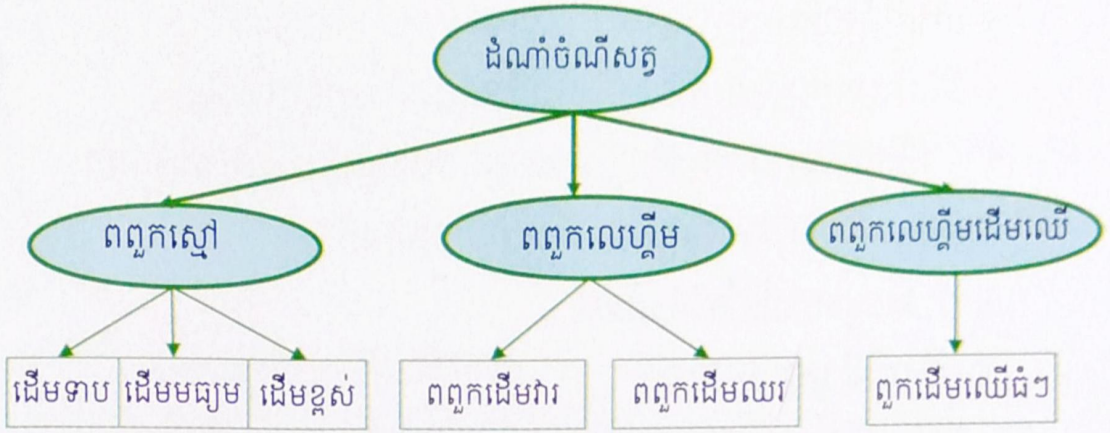 ដំណាំចំណីសត្វ
ពពួកស្មៅ
ពពួកលេហ្គីម
ពពួកលេហ្គីមដើមឈើ
ដើមទាប
ដើមមធ្យម
ដើមខ្ពស់
ពពួកដើមវារ
ពពួកដើមឈរ
ពួកដើមឈើធំៗ